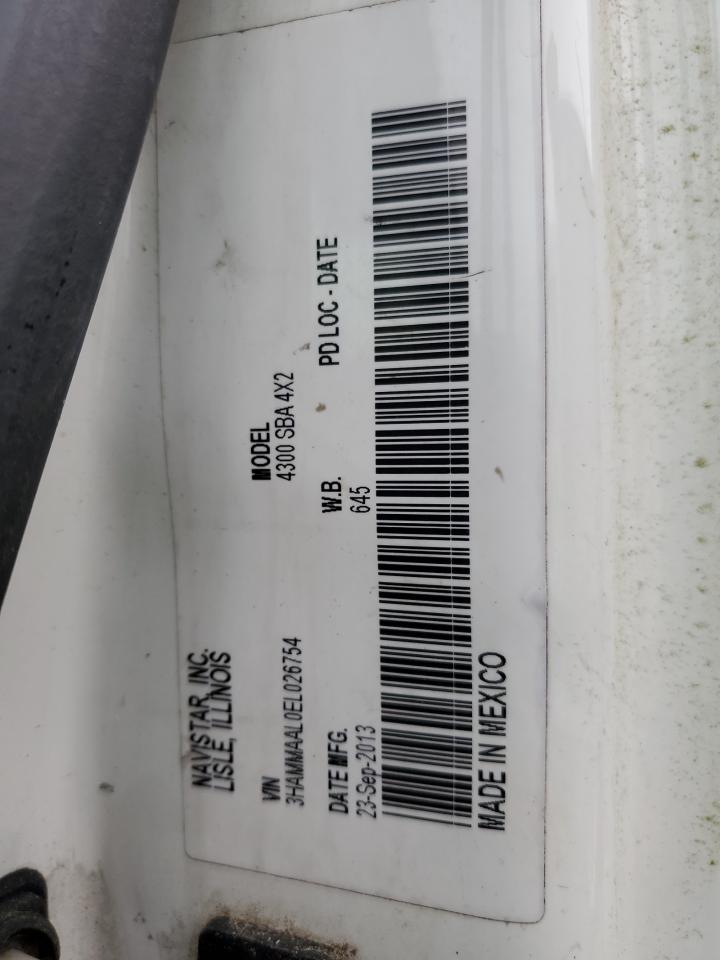 NAVISTAR, INC.
LISLE, ILLINOIS
VIN
3HAMMAAL0EL026754
MODEL
4300 SBA 4X2
DATE MFG.
23-Sep-2013
W.B.
645
PD LOC - DATE
MADE IN MEXICO